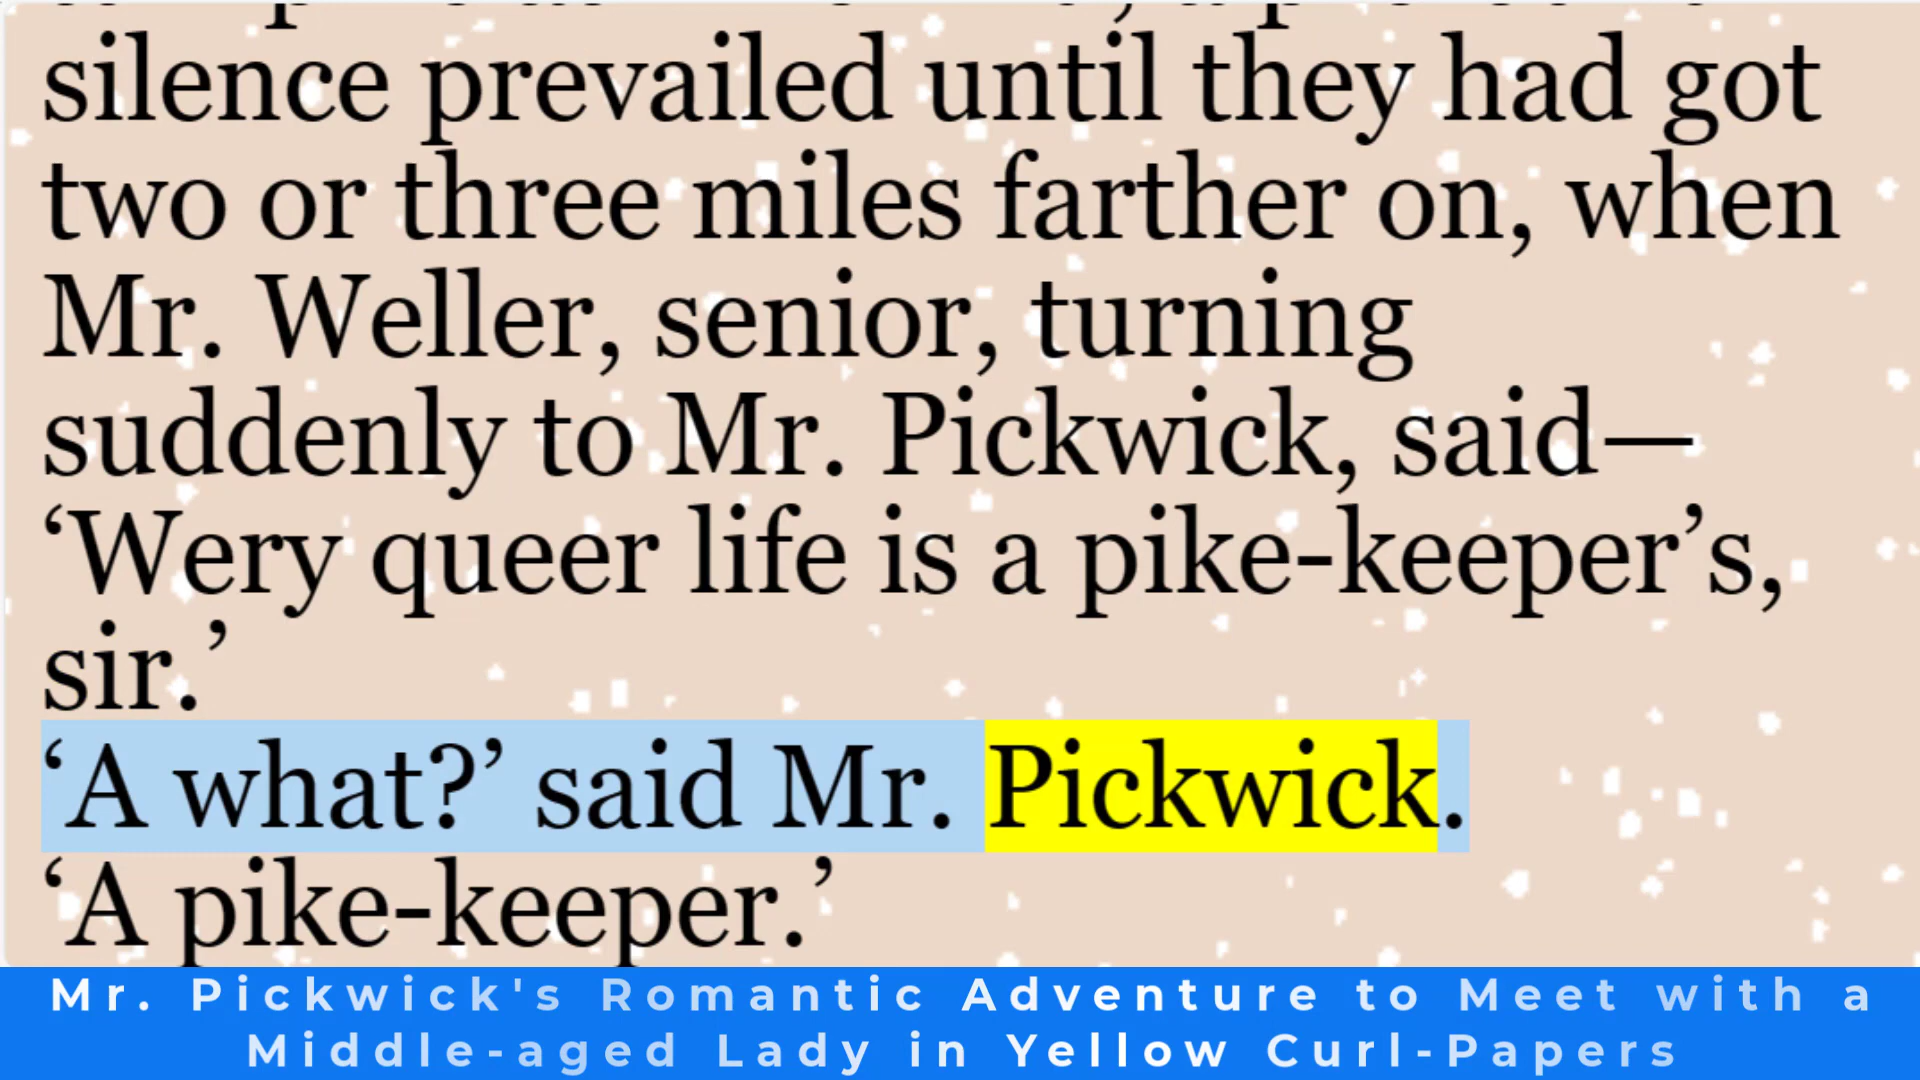 silence prevailed until they had got
two or three miles farther on, when
Mr. Weller, senior, turning
suddenly to Mr. Pickwick, said—
‘Wery queer life is a pike-keeper’s,
sir.’
‘A what?’ said Mr. Pickwick.
‘A pike-keeper.’
Mr. Pickwick's Romantic Adventure to Meet with a
Middle-aged Lady in Yellow Curl-Papers